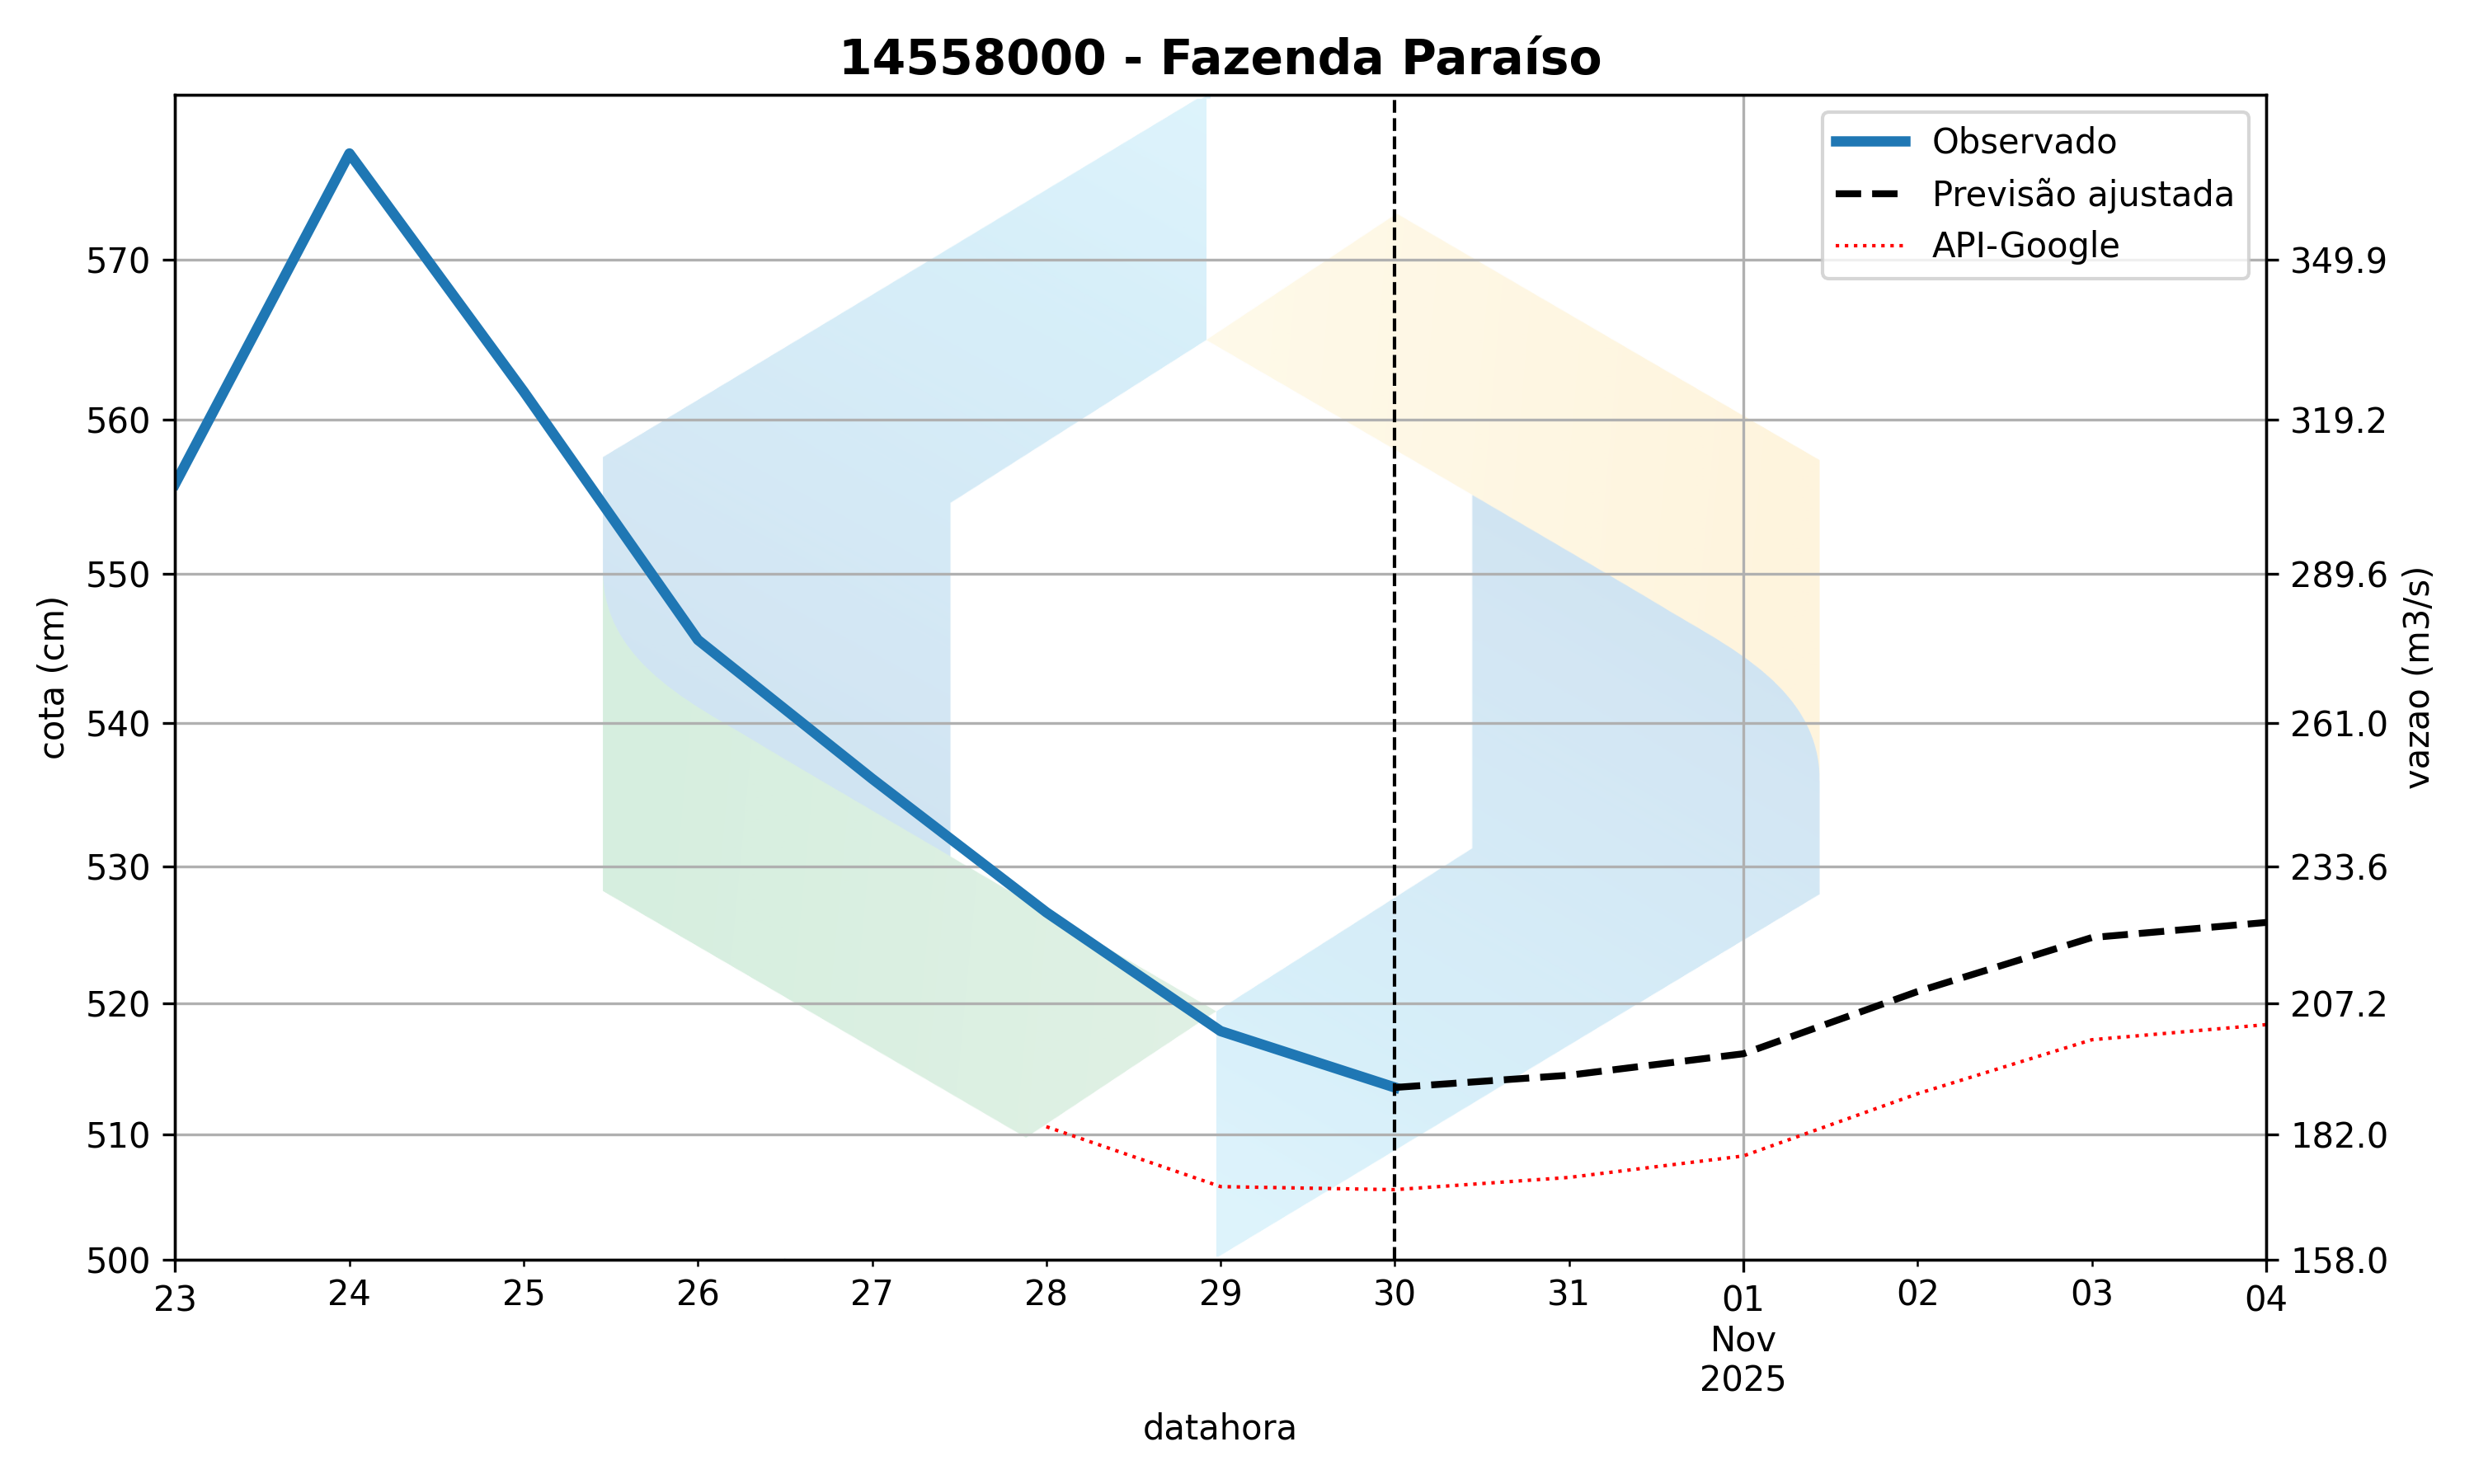 14558000 - Fazenda Paraíso
Observado
Previsão ajustada
API-Google
570
560
550
540
530
520
510
500
cota (cm)
349.9
319.2
289.6
261.0
233.6
207.2
182.0
158.0
vazao (m3/s)
23 24 25 26 27 28 29 30 31 01 02 03 04
Nov
2025
datahora